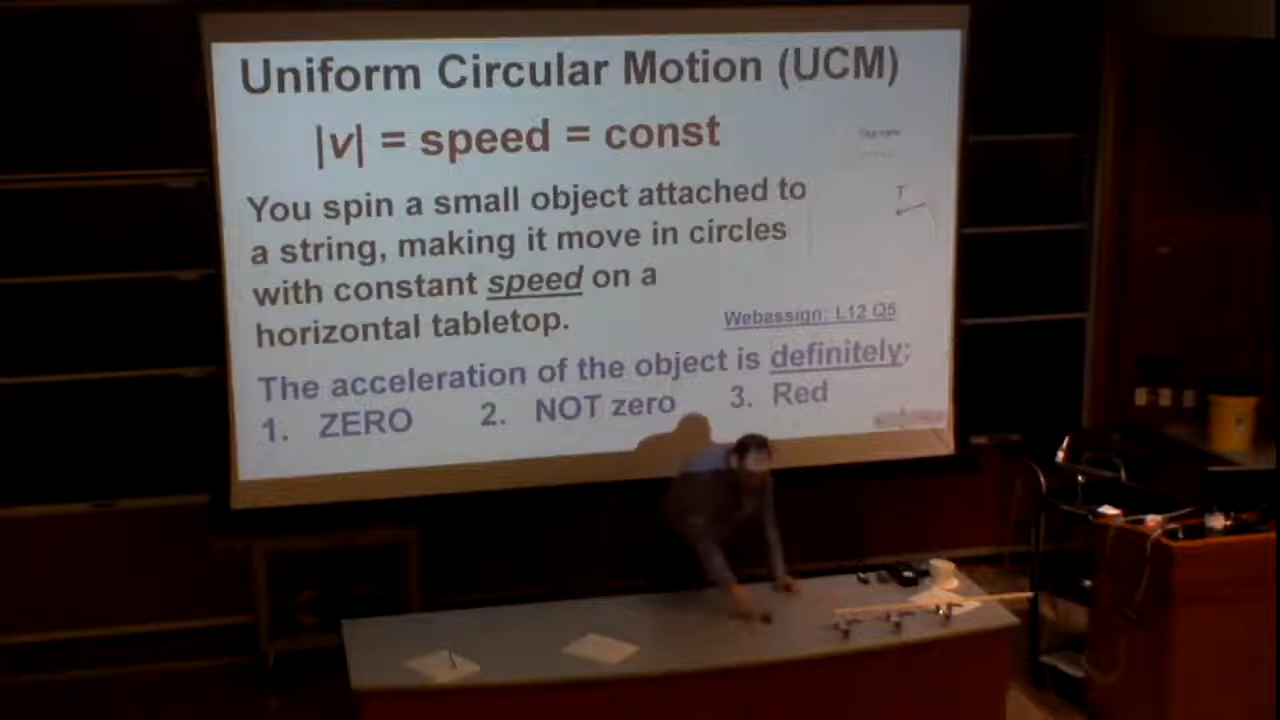 Uniform Circular Motion (UCM)
|v| = speed = const
You spin a small object attached to
a string, making it move in circles
with constant speed on a
horizontal tabletop.
T
Webassign: L12 Q5
The acceleration of the object is definitely:
1. ZERO 2. NOT zero 3. Red